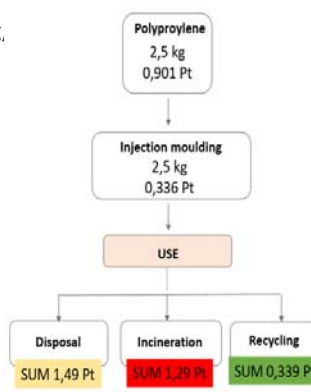 Polyproylene
2,5 kg
0,901 Pt
Injection moulding
2,5 kg
0,336 Pt
USE
Disposal
SUM 1,49 Pt
Incineration
SUM 1,29 Pt
Recycling
SUM 0,339 Pt